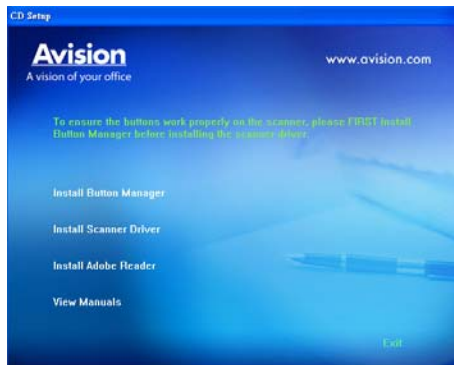 CD Setup
Avision
A vision of your office
www.avision.com
To ensure the buttons work properly on the scanner, please FIRST Install
Button Manager before installing the scanner driver.
Install Button Manager
Install Scanner Driver
Install Adobe Reader
View Manuals
Exit